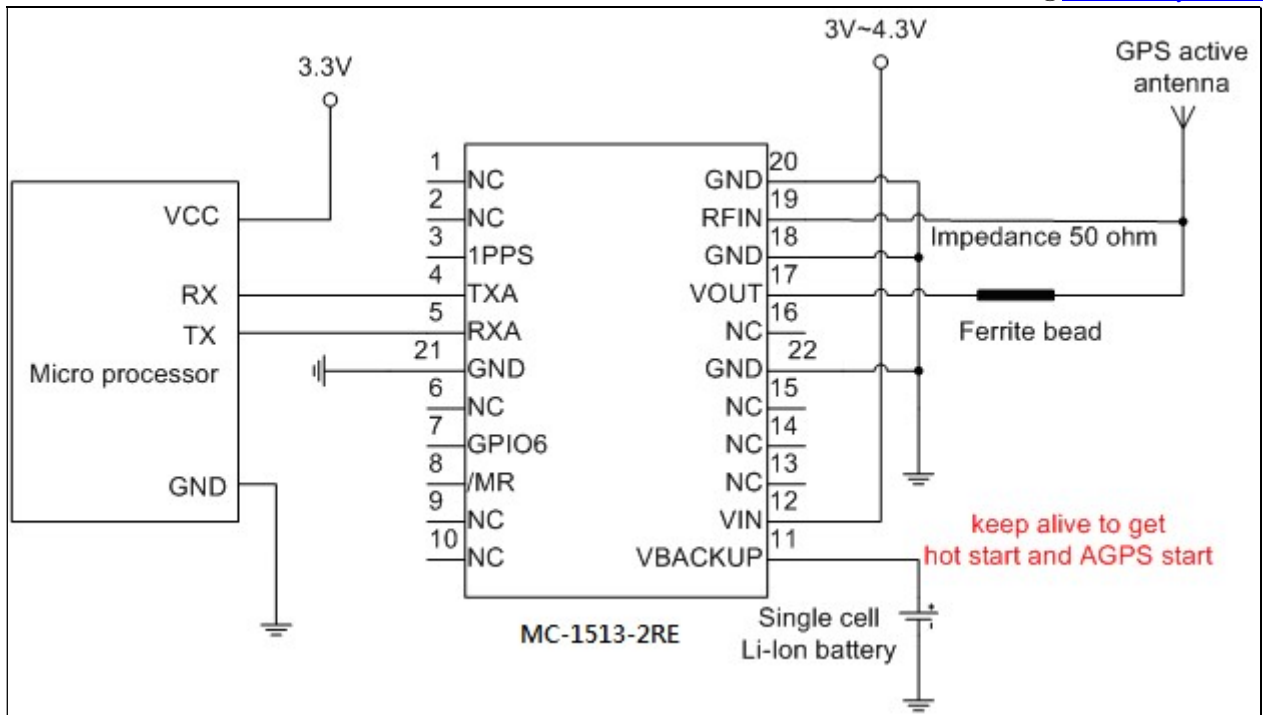 3V~4.3V
GPS active
antenna
3.3V
VCC
RX
TX
Micro processor
GND
1
NC
2
NC
3
1PPS
4
TXA
5
RXA
21
GND
6
NC
7
GPIO6
8
/MR
9
NC
10
NC
20
GND
19
RFIN
18
GND
17
VOUT
16
NC
22
GND
15
NC
14
NC
13
NC
12
VIN
11
VBACKUP
Impedance 50 ohm
Ferrite bead
keep alive to get
hot start and AGPS start
Single cell
Li-Ion battery
+
-
MC-1513-2RE